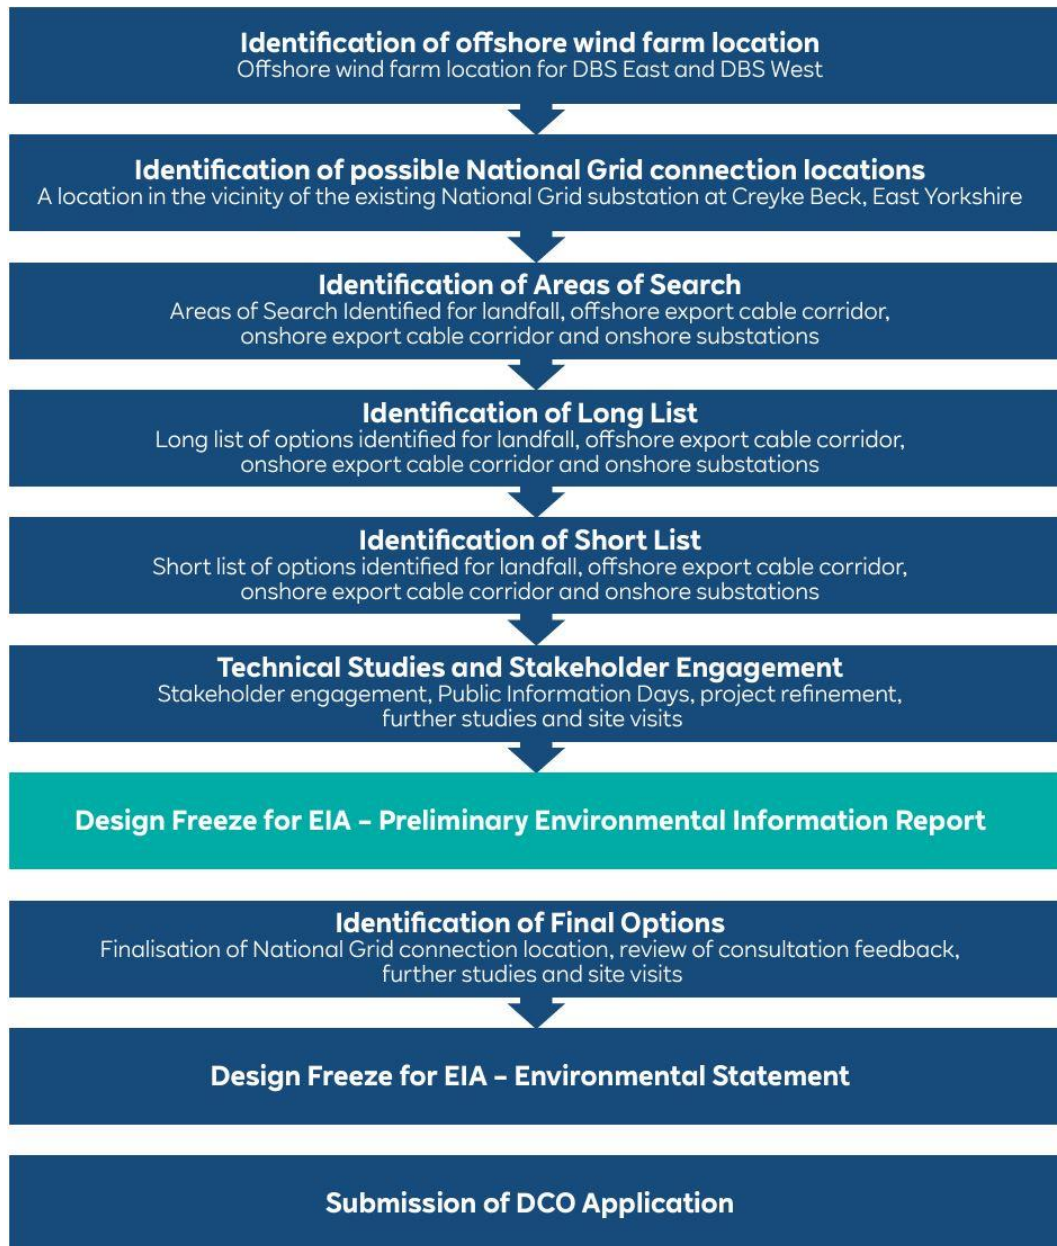 Identification of offshore wind farm location
Offshore wind farm location for DBS East and DBS West
Identification of possible National Grid connection locations
A location in the vicinity of the existing National Grid substation at Creyke Beck, East Yorkshire
Identification of Areas of Search
Areas of Search Identified for landfall, offshore export cable corridor,
onshore export cable corridor and onshore substations
Identification of Long List
Long list of options identified for landfall, offshore export cable corridor,
onshore export cable corridor and onshore substations
Identification of Short List
Short list of options identified for landfall, offshore export cable corridor,
onshore export cable corridor and onshore substations
Technical Studies and Stakeholder Engagement
Stakeholder engagement, Public Information Days, project refinement,
further studies and site visits
Design Freeze for EIA – Preliminary Environmental Information Report
Identification of Final Options
Finalisation of National Grid connection location, review of consultation feedback,
further studies and site visits
Design Freeze for EIA – Environmental Statement
Submission of DCO Application